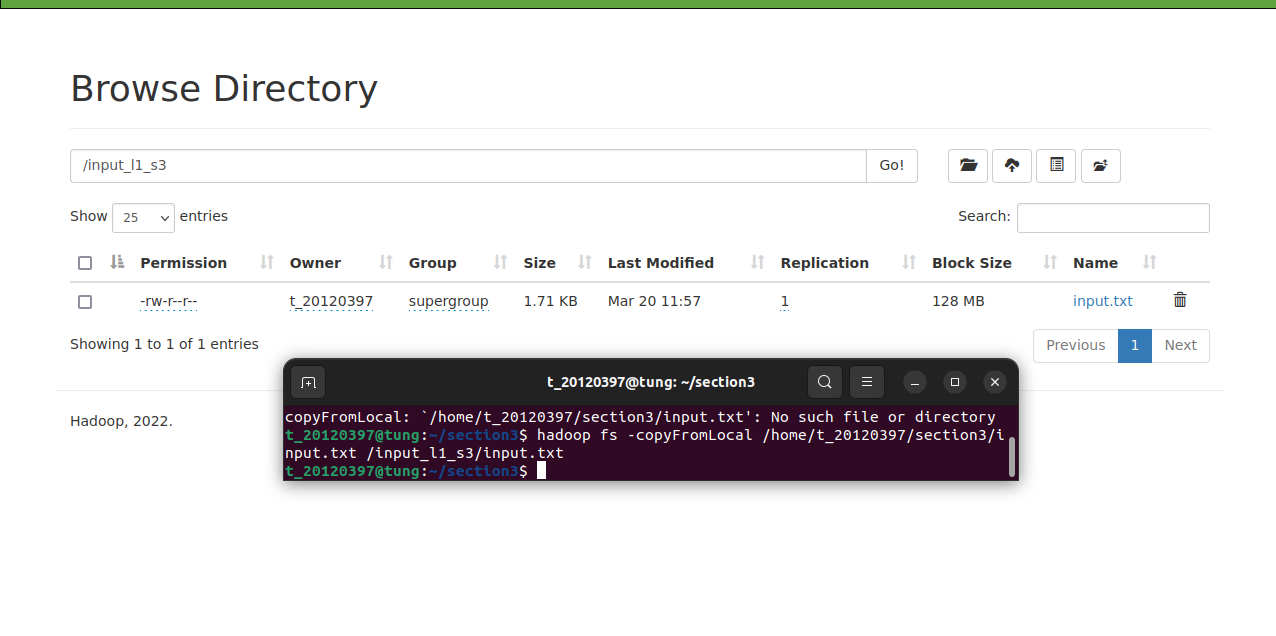 Browse Directory
/input_l1_s3 Go!
Show 25 entries Search:
Permission Owner Group Size Last Modified Replication Block Size Name
-rw-r--r-- t_20120397 supergroup 1.71 KB Mar 20 11:57 1 128 MB input.txt
Showing 1 to 1 of 1 entries Previous 1 Next
t_20120397@tung: ~/section3
copyFromLocal: `/home/t_20120397/section3/input.txt': No such file or directory
t_20120397@tung:~/section3$ hadoop fs -copyFromLocal /home/t_20120397/section3/i
nput.txt /input_l1_s3/input.txt
t_20120397@tung:~/section3$
Hadoop, 2022.